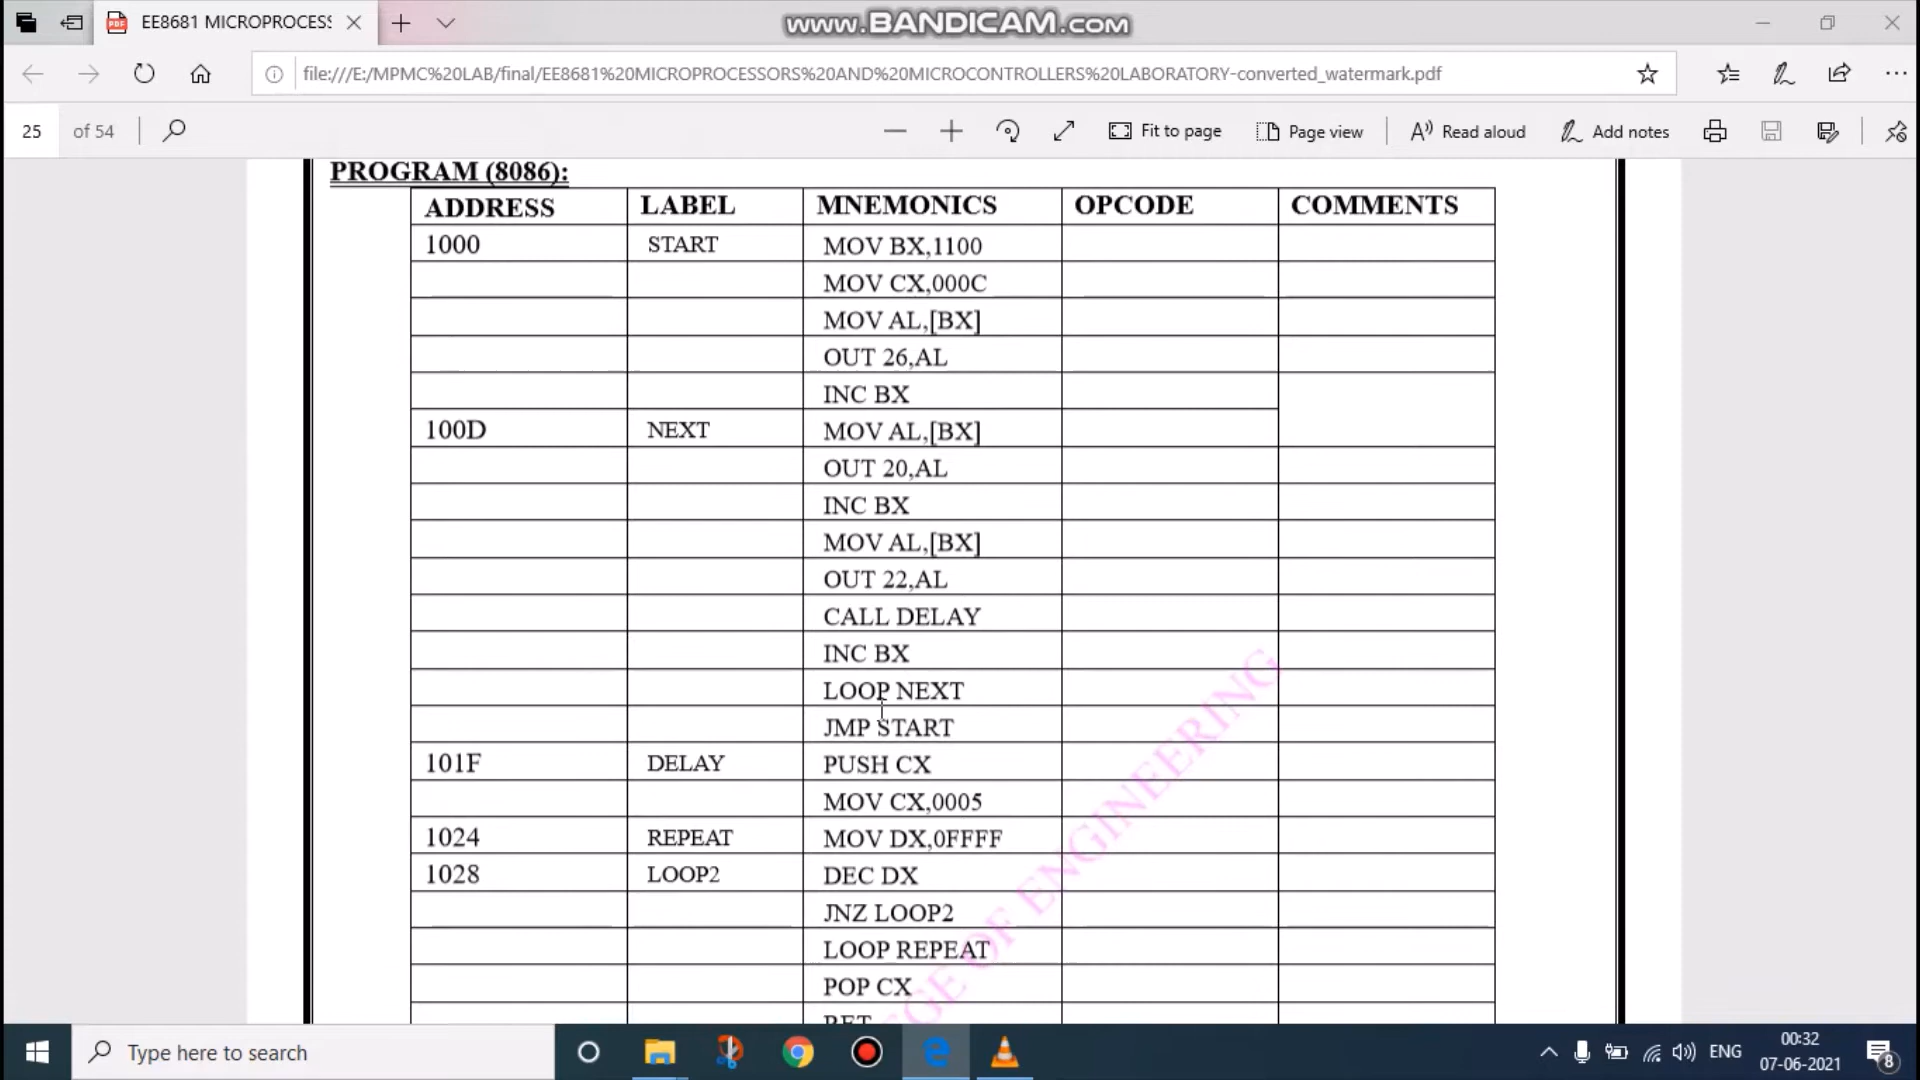 www.BANDICAM.com
EE8681 MICROPROCESS
file:///E:/MPMC%20LAB/final/EE8681%20MICROPROCESSORS%20AND%20MICROCONTROLLERS%20LABORATORY-converted_watermark.pdf
25 of 54 Fit to page Page view Read aloud Add notes
PROGRAM (8086):
ADDRESS LABEL MNEMONICS OPCODE COMMENTS
1000 START MOV BX,1100
MOV CX,000C
MOV AL,[BX]
OUT 26,AL
INC BX
100D NEXT MOV AL,[BX]
OUT 20,AL
INC BX
MOV AL,[BX]
OUT 22,AL
CALL DELAY
INC BX
LOOP NEXT
JMP START
101F DELAY PUSH CX
MOV CX,0005
1024 REPEAT MOV DX,0FFFF
1028 LOOP2 DEC DX
JNZ LOOP2
LOOP REPEAT
POP CX
RET
OF ENGINEERING
Type here to search
ENG
00:32
07-06-2021
8